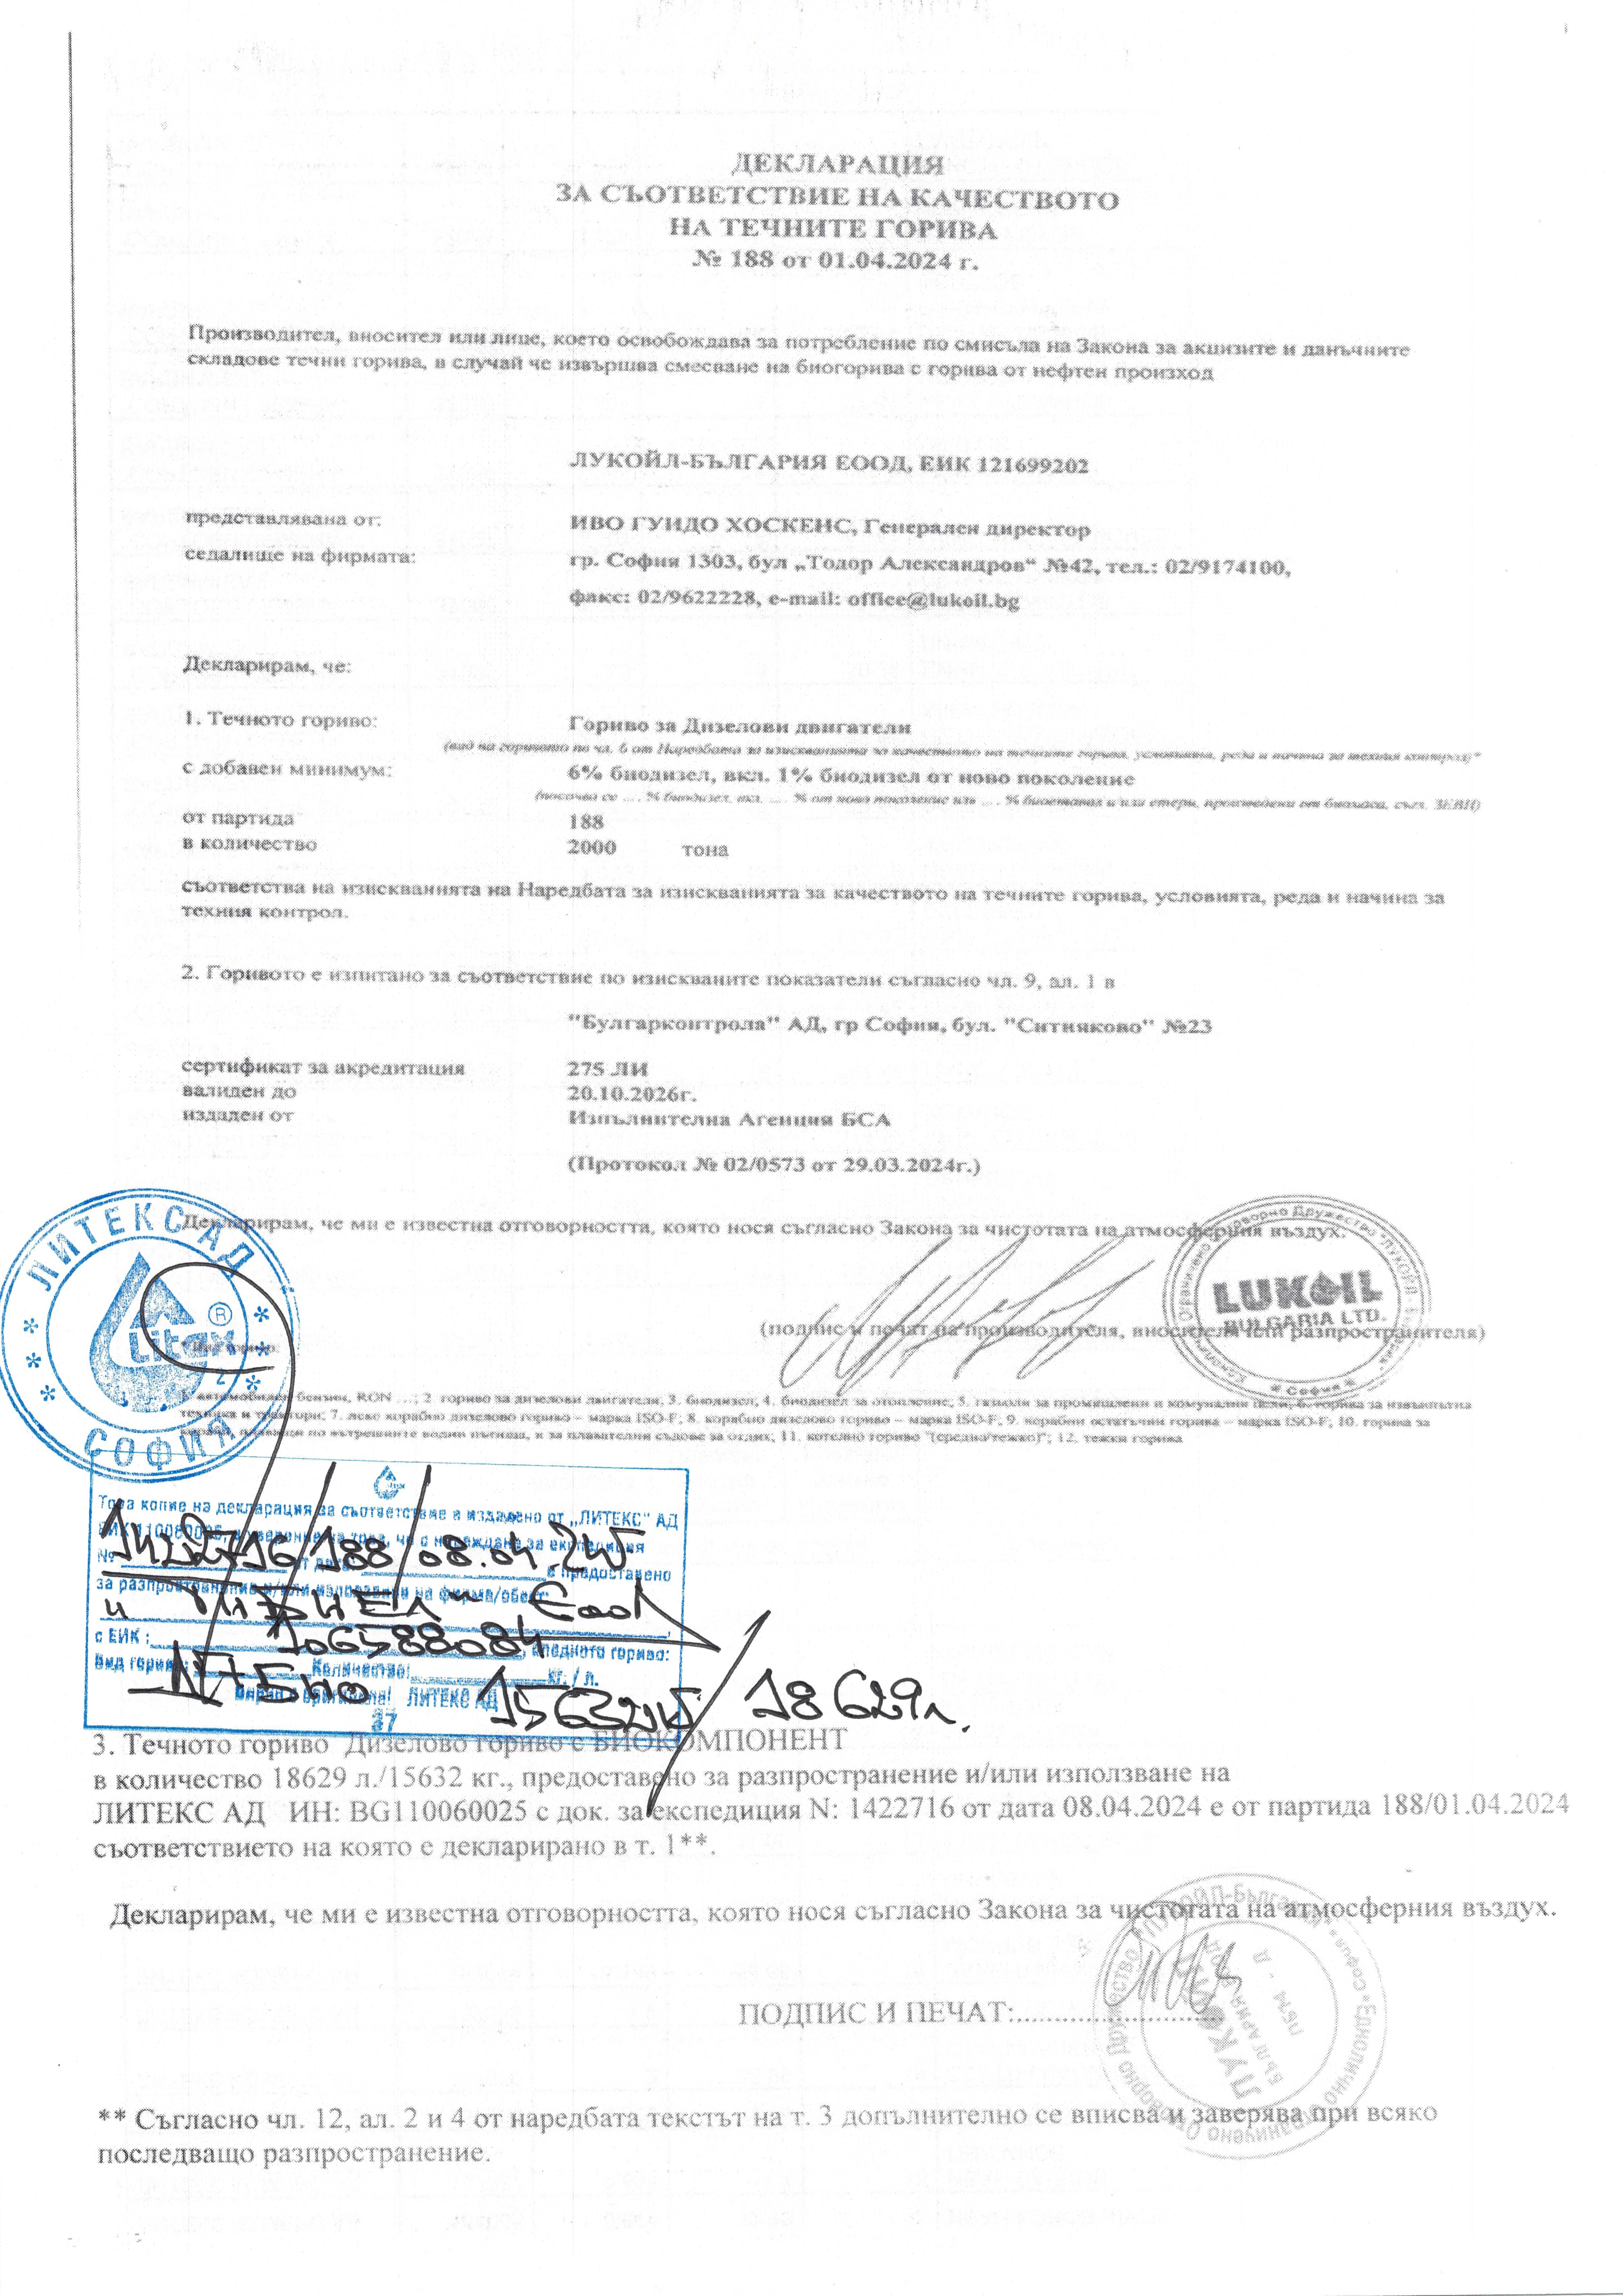 ДЕКЛАРАЦИЯ
ЗА СЪОТВЕТСТВИЕ НА КАЧЕСТВОТО
НА ТЕЧНИТЕ ГОРИВА
№ 188 от 01.04.2024 г.
Производител, вносител или лице, което освобождава за потребление по смисъла на Закона за акцизите и данъчните
складове течни горива, в случай че извършва смесване на биогорива с горива от нефтен произход
ЛУКОЙЛ-БЪЛГАРИЯ ЕООД, ЕИК 121699202
представлявана от: ИВО ГУИДО ХОСКЕНС, Генерален директор
седалище на фирмата: гр. София 1303, бул „Тодор Александров“ №42, тел.: 02/9174100,
факс: 02/9622228, e-mail: office@lukoil.bg
Декларирам, че:
1. Течното гориво: Гориво за Дизелови двигатели
(вид на горивото по чл. 6 от Наредбата за изискванията за качеството на течните горива, условията, реда и начина за техния контрол)*
с добавен минимум: 6% биодизел, вкл. 1% биодизел от ново поколение
(посочва се ... . % биодизел, вкл. ... . % от ново поколение или ... . % биоетанол и/или етери, произведени от биомаса, съгл. ЗЕВИ)
от партида 188
в количество 2000 тона
съответства на изискванията на Наредбата за изискванията за качеството на течните горива, условията, реда и начина за
техния контрол.
2. Горивото е изпитано за съответствие по изискваните показатели съгласно чл. 9, ал. 1 в
"Булгарконтрола" АД, гр София, бул. "Ситняково" №23
сертификат за акредитация 275 ЛИ
валиден до 20.10.2026г.
издаден от Изпълнителна Агенция БСА
(Протокол № 02/0573 от 29.03.2024г.)
Декларирам, че ми е известна отговорността, която нося съгласно Закона за чистотата на атмосферния въздух.
ЛИТЕКС АД
Litex ®
СОФИЯ
LUKOIL
BULGARIA LTD.
София
(подпис и печат на производителя, вносителя или разпространителя)
1. автомобилен бензин, RON ...; 2. гориво за дизелови двигатели; 3. биодизел; 4. биодизел за отопление; 5. газьоли за промишлени и комунални цели; 6. горива за извънпътна
техника и трактори; 7. леко корабно дизелово гориво – марка ISO-F; 8. корабно дизелово гориво – марка ISO-F; 9. корабни остатъчни горива – марка ISO-F; 10. горива за
плаващи по вътрешните водни пътища, и за плавателни съдове за отдих; 11. котелно гориво "(средно/тежко)"; 12. тежки горива
Това копие на декларация за съответствие е издадено от „ЛИТЕКС" АД
ЕИК 110060025, в уверение на това, че с нареждане за експедиция
№ 1422716/188/08.04.24г е предоставено
за разпространение и/или използване на фирма/обект:
ЕООД
с ЕИК: 106588084, следното гориво:
Вид гориво: Количество: кг. / л.
15632кг/18629л.
Вярно с оригинала! ЛИТЕКС АД
37
3. Течното гориво Дизелово гориво с БИОКОМПОНЕНТ
в количество 18629 л./15632 кг., предоставено за разпространение и/или използване на
ЛИТЕКС АД ИН: BG110060025 с док. за експедиция N: 1422716 от дата 08.04.2024 е от партида 188/01.04.2024
съответствието на която е декларирано в т. 1**.
Декларирам, че ми е известна отговорността, която нося съгласно Закона за чистотата на атмосферния въздух.
ПОДПИС И ПЕЧАТ:...........................
** Съгласно чл. 12, ал. 2 и 4 от наредбата текстът на т. 3 допълнително се вписва и заверява при всяко
последващо разпространение.